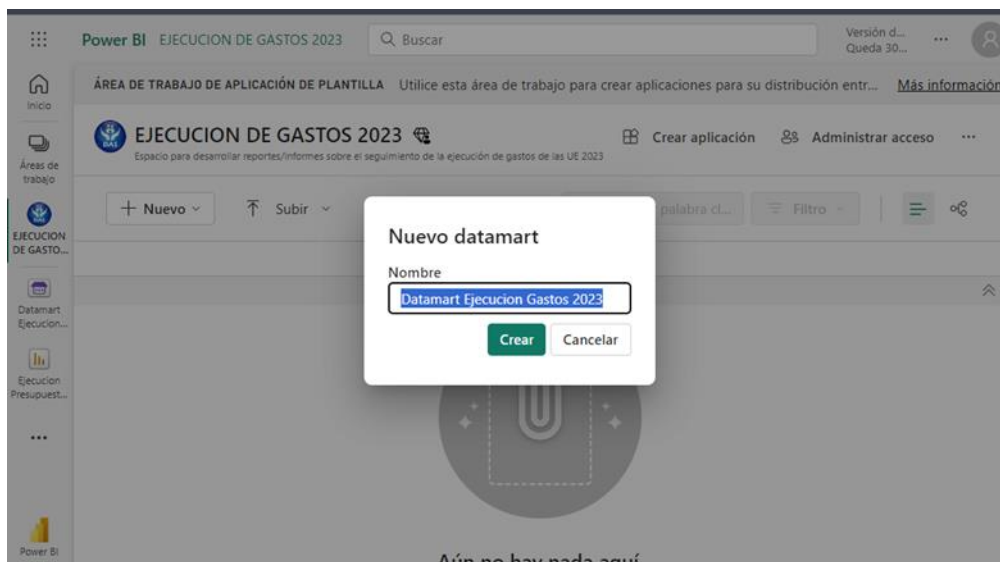 Power BI EJECUCION DE GASTOS 2023
Buscar
Versión d...
Queda 30...
Inicio
ÁREA DE TRABAJO DE APLICACIÓN DE PLANTILLA Utilice esta área de trabajo para crear aplicaciones para su distribución entr... Más información
Áreas de
trabajo
EJECUCION DE GASTOS 2023
Espacio para desarrollar reportes/informes sobre el seguimiento de la ejecución de gastos de las UE 2023
Crear aplicación
Administrar acceso
EJECUCION
DE GASTO...
Nuevo
Subir
palabra cl...
Filtro
Nuevo datamart
Nombre
Datamart Ejecucion Gastos 2023
Crear Cancelar
Datamart
Ejecucion...
Ejecucion
Presupuest...
Power BI
Aún no hay nada aquí